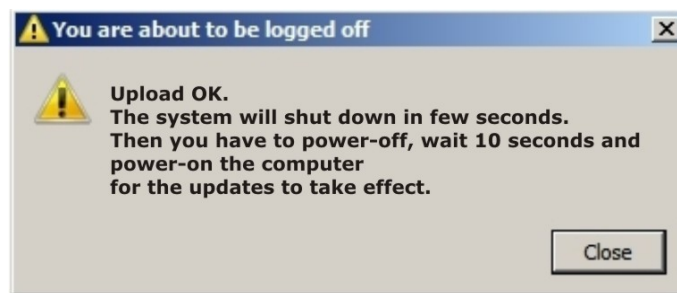 You are about to be logged off
Upload OK.
The system will shut down in few seconds.
Then you have to power-off, wait 10 seconds and
power-on the computer
for the updates to take effect.
Close